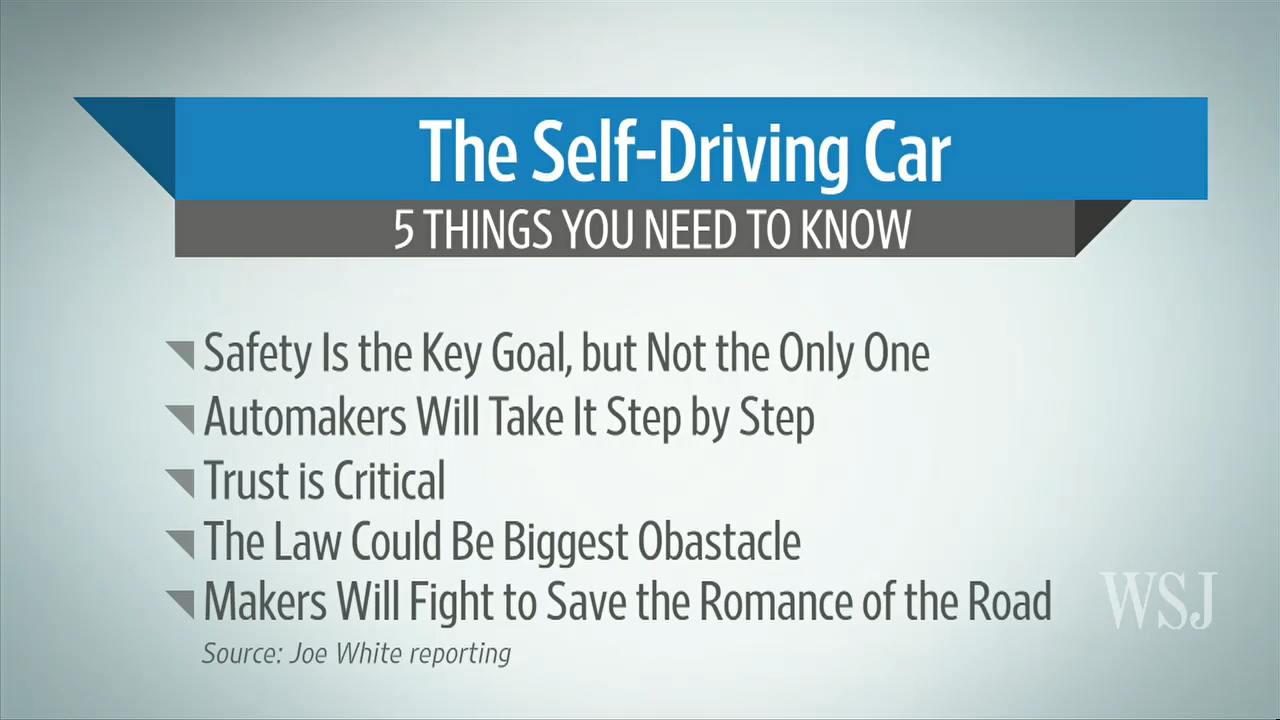 The Self-Driving Car
5 THINGS YOU NEED TO KNOW
Safety Is the Key Goal, but Not the Only One
Automakers Will Take It Step by Step
Trust is Critical
The Law Could Be Biggest Obastacle
Makers Will Fight to Save the Romance of the Road
WSJ
Source: Joe White reporting